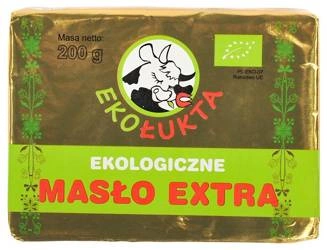 Masa netto:
200 g
EKOŁUKTA
PL-EKO-07
Rolnictwo UE
EKOLOGICZNE
MASŁO EXTRA